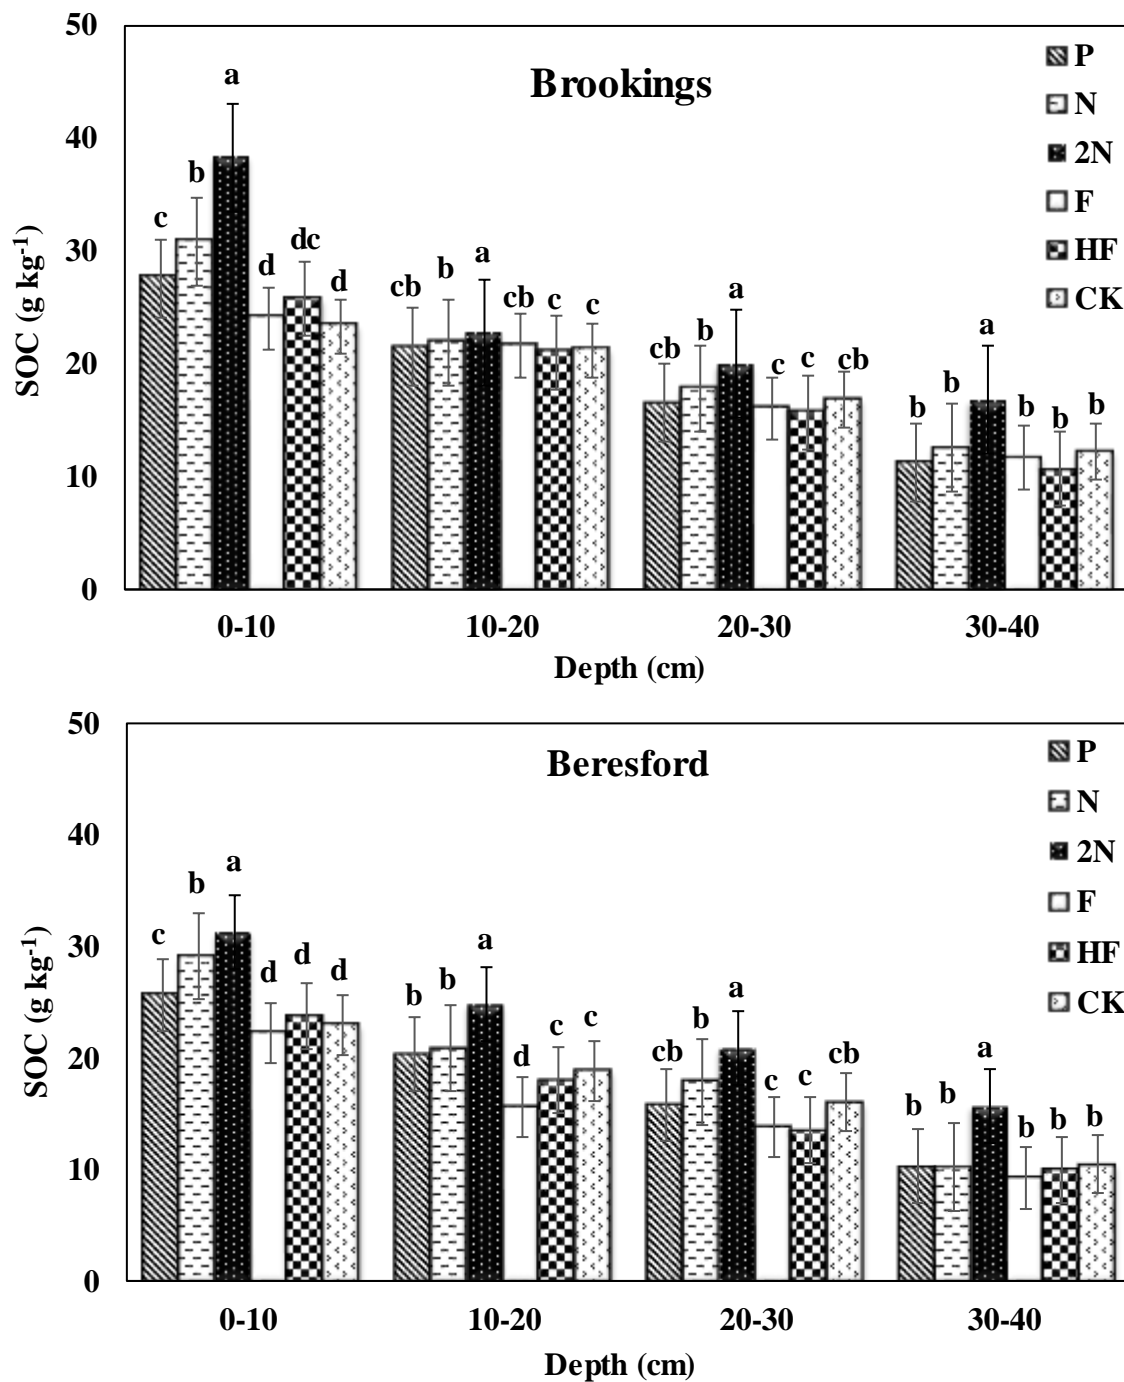 Brookings
50
40
30
20
10
0
SOC (g kg-1)
P
N
2N
F
HF
CK
c b a d dc d
cb b a cb c c
cb b a c c cb
b b a b b b
0-10 10-20 20-30 30-40
Depth (cm)
Beresford
50
40
30
20
10
0
SOC (g kg-1)
P
N
2N
F
HF
CK
c b a d d d
b b a d c c
cb b a c c cb
b b a b b b
0-10 10-20 20-30 30-40
Depth (cm)